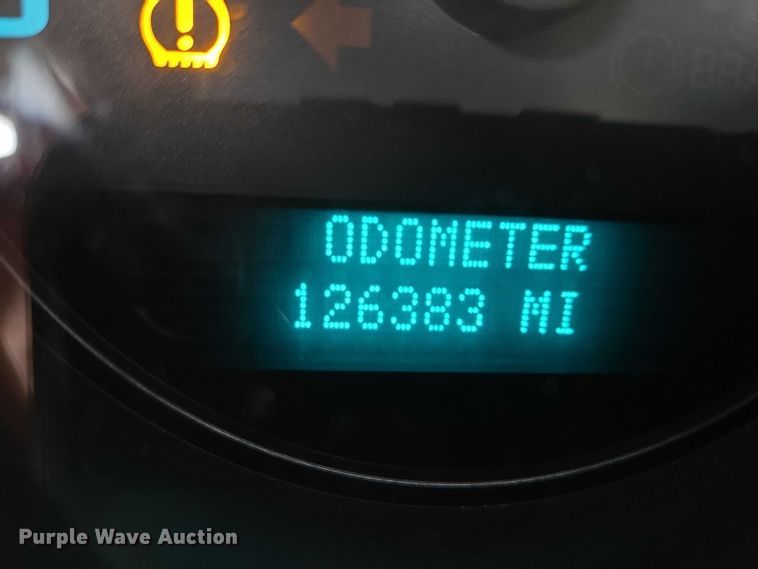 ODOMETER
126383 MI
Purple Wave Auction